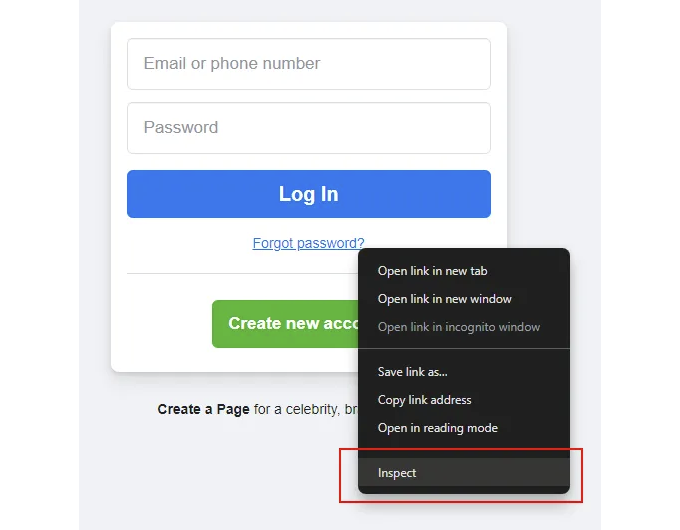 Email or phone number
Password
Log In
Forgot password?
Open link in new tab
Open link in new window
Open link in incognito window
Create new acco
Save link as...
Copy link address
Create a Page for a celebrity, br
Open in reading mode
Inspect